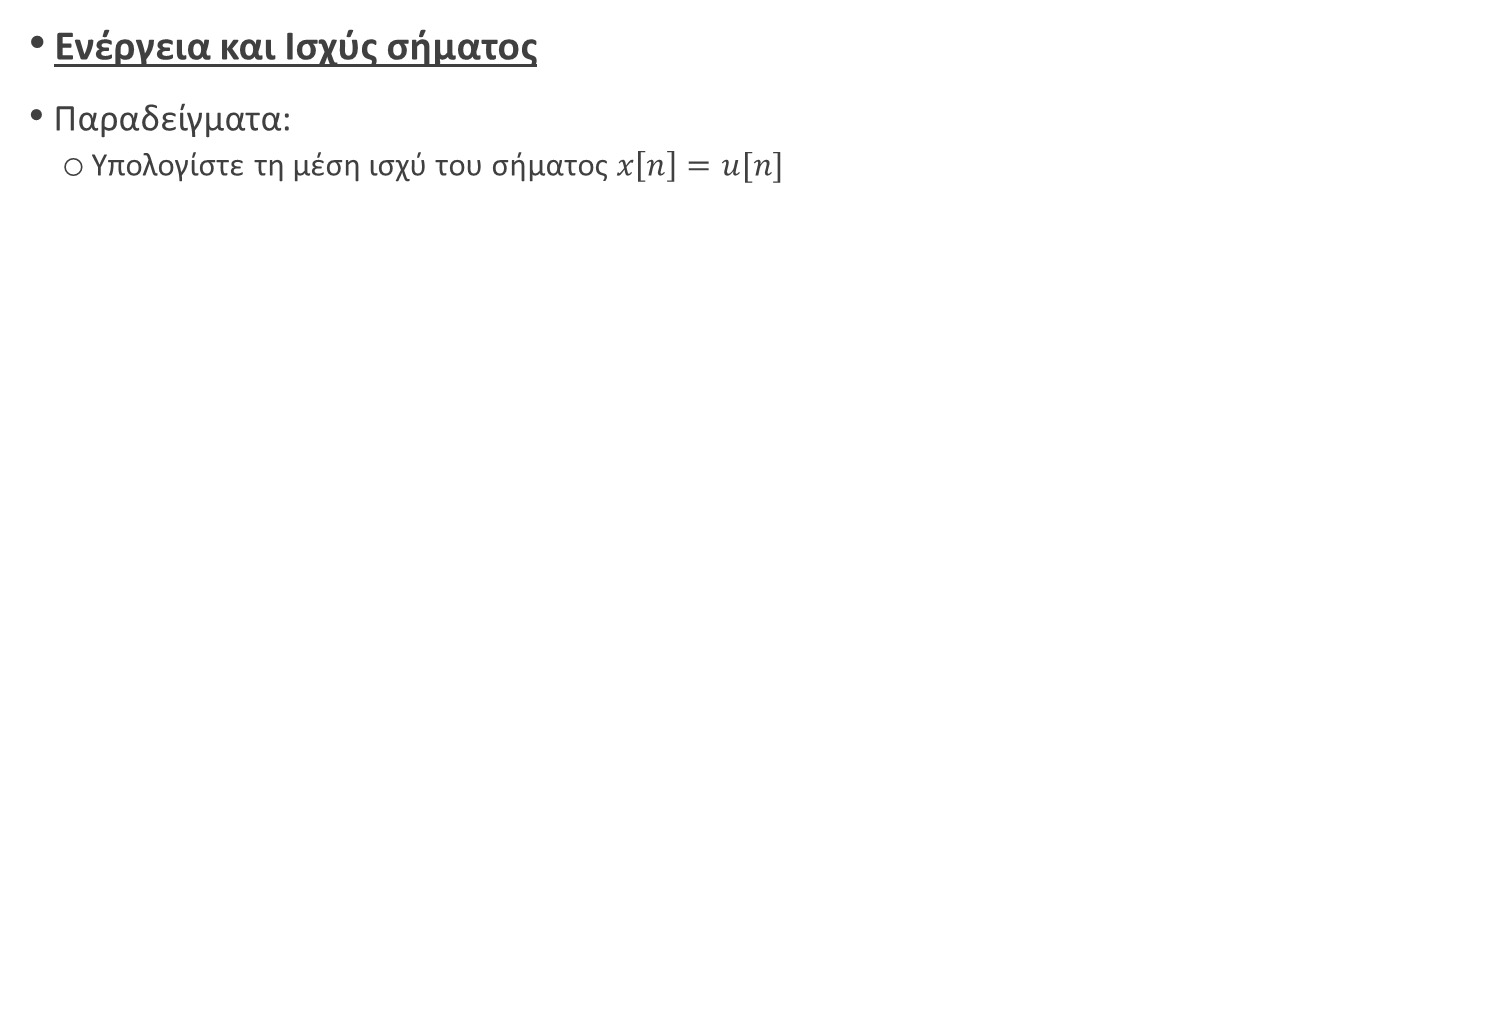 • Ενέργεια και Ισχύς σήματος
• Παραδείγματα:
○ Υπολογίστε τη μέση ισχύ του σήματος x[n] = u[n]